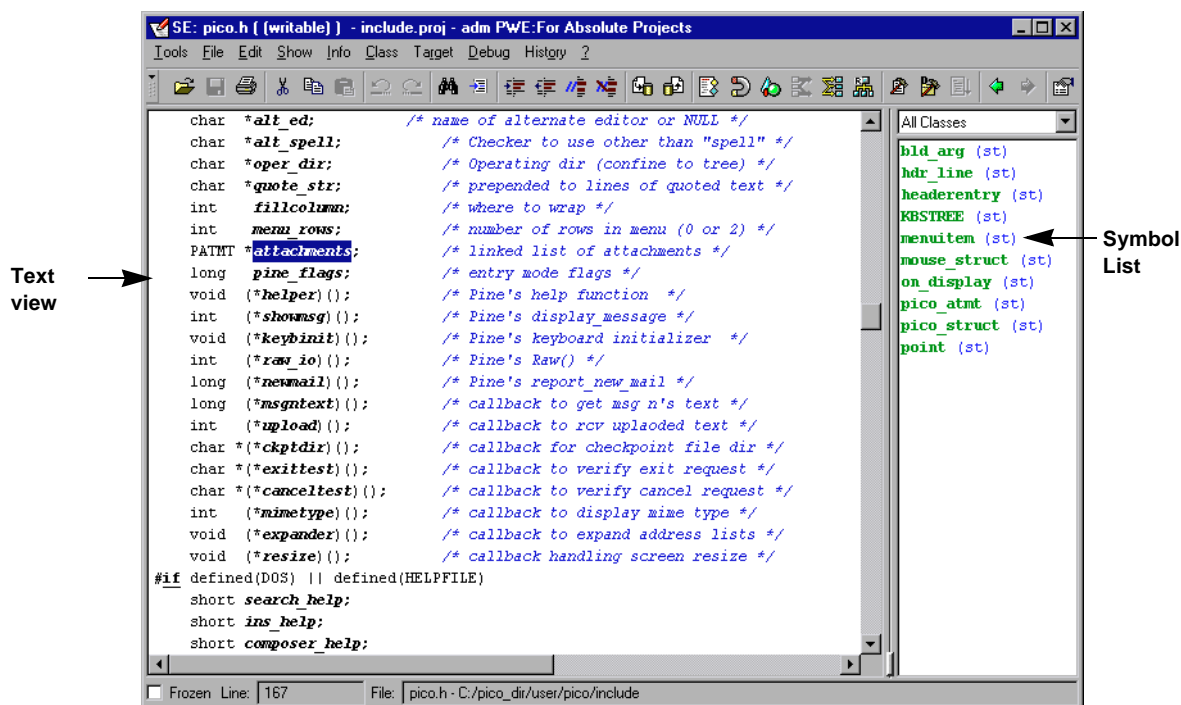 SE: pico.h ( (writable) ) - include.proj - adm PWE:For Absolute Projects
Tools File Edit Show Info Class Target Debug History ?
char *alt_ed; /* name of alternate editor or NULL */
char *alt_spell; /* Checker to use other than "spell" */
char *oper_dir; /* Operating dir (confine to tree) */
char *quote_str; /* prepended to lines of quoted text */
int fillcolumn; /* where to wrap */
int menu_rows; /* number of rows in menu (0 or 2) */
PATMT *attachments; /* linked list of attachments */
long pine_flags; /* entry mode flags */
void (*helper)(); /* Pine's help function */
int (*showmsg)(); /* Pine's display_message */
void (*keybinit)(); /* Pine's keyboard initializer */
int (*raw_io)(); /* Pine's Raw() */
long (*newmail)(); /* Pine's report_new_mail */
long (*msgntext)(); /* callback to get msg n's text */
int (*upload)(); /* callback to rcv uplaoded text */
char *(*ckptdir)(); /* callback for checkpoint file dir */
char *(*exittest)(); /* callback to verify exit request */
char *(*canceltest)(); /* callback to verify cancel request */
int (*mimetype)(); /* callback to display mime type */
void (*expander)(); /* callback to expand address lists */
void (*resize)(); /* callback handling screen resize */
#if defined(DOS) || defined(HELPFILE)
short search_help;
short ins_help;
short composer_help;
All Classes
bld_arg (st)
hdr_line (st)
headerentry (st)
KBSTREE (st)
menuitem (st)
mouse_struct (st)
on_display (st)
pico_atmt (st)
pico_struct (st)
point (st)
Frozen Line: 167 File: pico.h - C:/pico_dir/user/pico/include
Text
view
Symbol
List